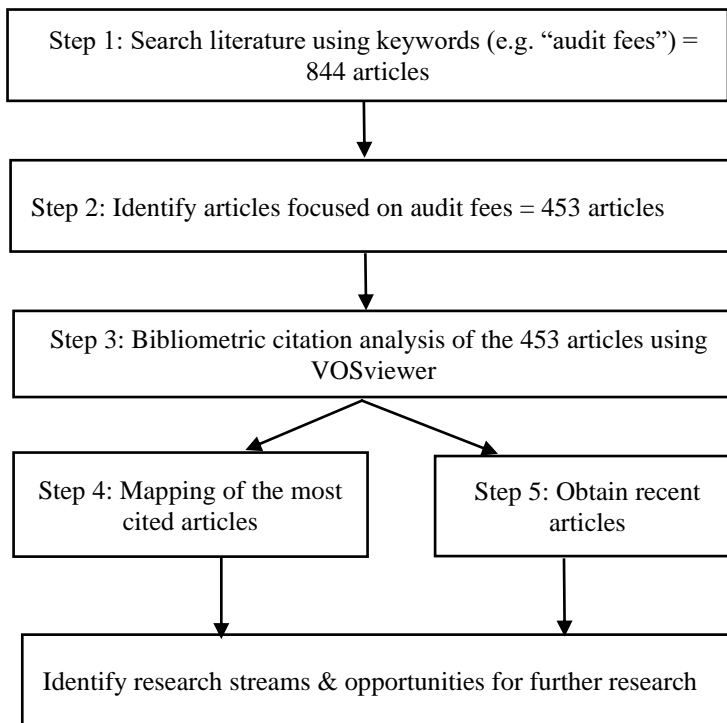 Step 1: Search literature using keywords (e.g. “audit fees”) =
844 articles
Step 2: Identify articles focused on audit fees = 453 articles
Step 3: Bibliometric citation analysis of the 453 articles using
VOSviewer
Step 4: Mapping of the most
cited articles
Step 5: Obtain recent
articles
Identify research streams & opportunities for further research